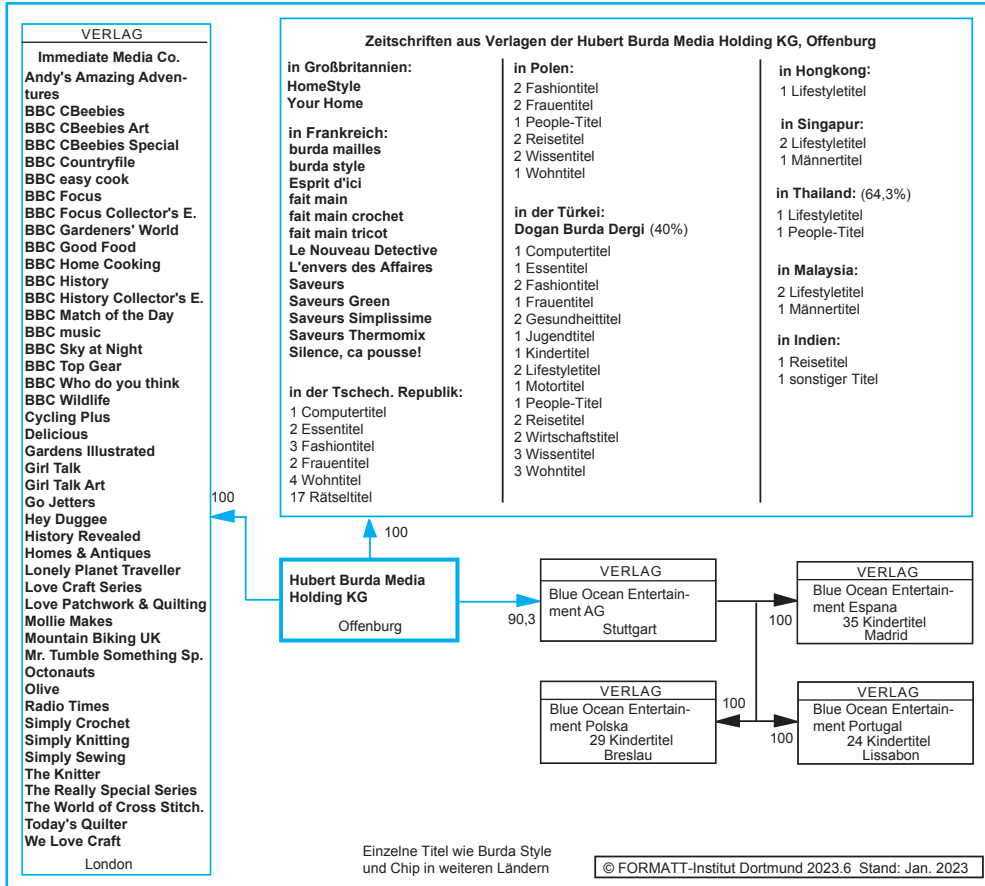 VERLAG
Immediate Media Co.
Andy's Amazing Adven-
tures
BBC CBeebies
BBC CBeebies Art
BBC CBeebies Special
BBC Countryfile
BBC easy cook
BBC Focus
BBC Focus Collector's E.
BBC Gardeners' World
BBC Good Food
BBC Home Cooking
BBC History
BBC History Collector's E.
BBC Match of the Day
BBC music
BBC Sky at Night
BBC Top Gear
BBC Who do you think
BBC Wildlife
Cycling Plus
Delicious
Gardens Illustrated
Girl Talk
Girl Talk Art
Go Jetters
Hey Duggee
History Revealed
Homes & Antiques
Lonely Planet Traveller
Love Craft Series
Love Patchwork & Quilting
Mollie Makes
Mountain Biking UK
Mr. Tumble Something Sp.
Octonauts
Olive
Radio Times
Simply Crochet
Simply Knitting
Simply Sewing
The Knitter
The Really Special Series
The World of Cross Stitch.
Today's Quilter
We Love Craft
London
Zeitschriften aus Verlagen der Hubert Burda Media Holding KG, Offenburg
in Großbritannien:
HomeStyle
Your Home
in Frankreich:
burda mailles
burda style
Esprit d'ici
fait main
fait main crochet
fait main tricot
Le Nouveau Detective
L'envers des Affaires
Saveurs
Saveurs Green
Saveurs Simplissime
Saveurs Thermomix
Silence, ca pousse!
in der Tschech. Republik:
1 Computertitel
2 Essentitel
3 Fashiontitel
2 Frauentitel
4 Wohntitel
17 Rätseltitel
in Polen:
2 Fashiontitel
2 Frauentitel
1 People-Titel
2 Reisetitel
2 Wissentitel
1 Wohntitel
in der Türkei:
Dogan Burda Dergi (40%)
1 Computertitel
1 Essentitel
2 Fashiontitel
1 Frauentitel
2 Gesundheittitel
1 Jugendtitel
1 Kindertitel
2 Lifestyletitel
1 Motortitel
1 People-Titel
2 Reisetitel
2 Wirtschaftstitel
3 Wissentitel
3 Wohntitel
in Hongkong:
1 Lifestyletitel
in Singapur:
2 Lifestyletitel
1 Männertitel
in Thailand: (64,3%)
1 Lifestyletitel
1 People-Titel
in Malaysia:
2 Lifestyletitel
1 Männertitel
in Indien:
1 Reisetitel
1 sonstiger Titel
100
100
Hubert Burda Media
Holding KG
Offenburg
90,3
VERLAG
Blue Ocean Entertain-
ment AG
Stuttgart
100
VERLAG
Blue Ocean Entertain-
ment Espana
35 Kindertitel
Madrid
VERLAG
Blue Ocean Entertain-
ment Polska
29 Kindertitel
Breslau
100
100
VERLAG
Blue Ocean Entertain-
ment Portugal
24 Kindertitel
Lissabon
Einzelne Titel wie Burda Style
und Chip in weiteren Ländern
© FORMATT-Institut Dortmund 2023.6 Stand: Jan. 2023